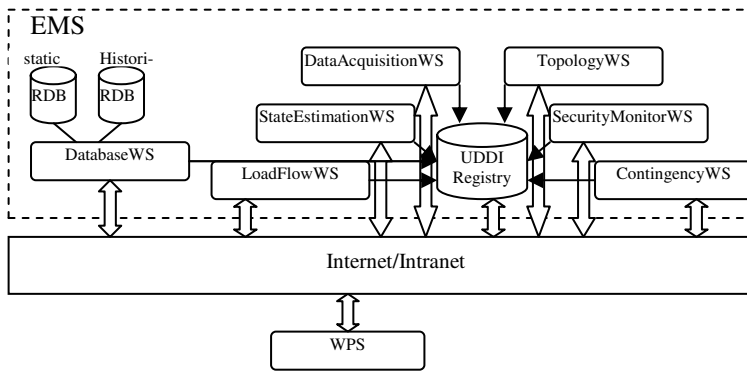 EMS
static
Histori-
RDB
RDB
DataAcquisitionWS
TopologyWS
StateEstimationWS
SecurityMonitorWS
DatabaseWS
UDDI
Registry
LoadFlowWS
ContingencyWS
Internet/Intranet
WPS